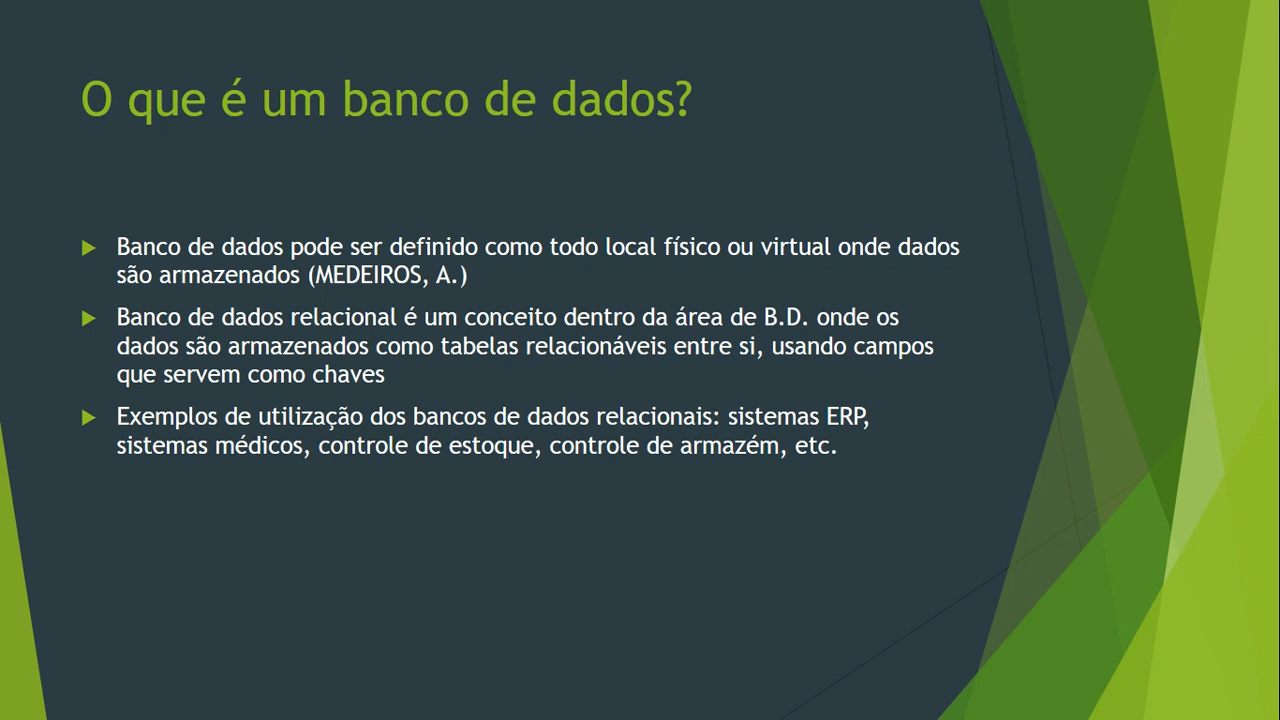 O que é um banco de dados?
Banco de dados pode ser definido como todo local físico ou virtual onde dados
são armazenados (MEDEIROS, A.)
Banco de dados relacional é um conceito dentro da área de B.D. onde os
dados são armazenados como tabelas relacionáveis entre si, usando campos
que servem como chaves
Exemplos de utilização dos bancos de dados relacionais: sistemas ERP,
sistemas médicos, controle de estoque, controle de armazém, etc.